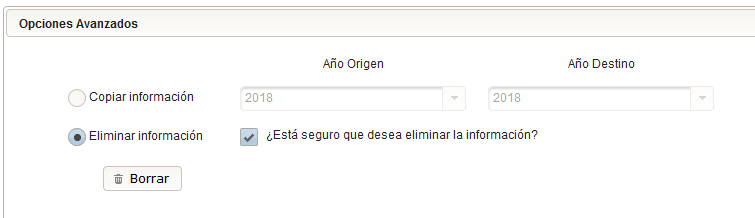 Opciones Avanzados
Año Origen Año Destino
Copiar información 2018 2018
Eliminar información ¿Está seguro que desea eliminar la información?
Borrar